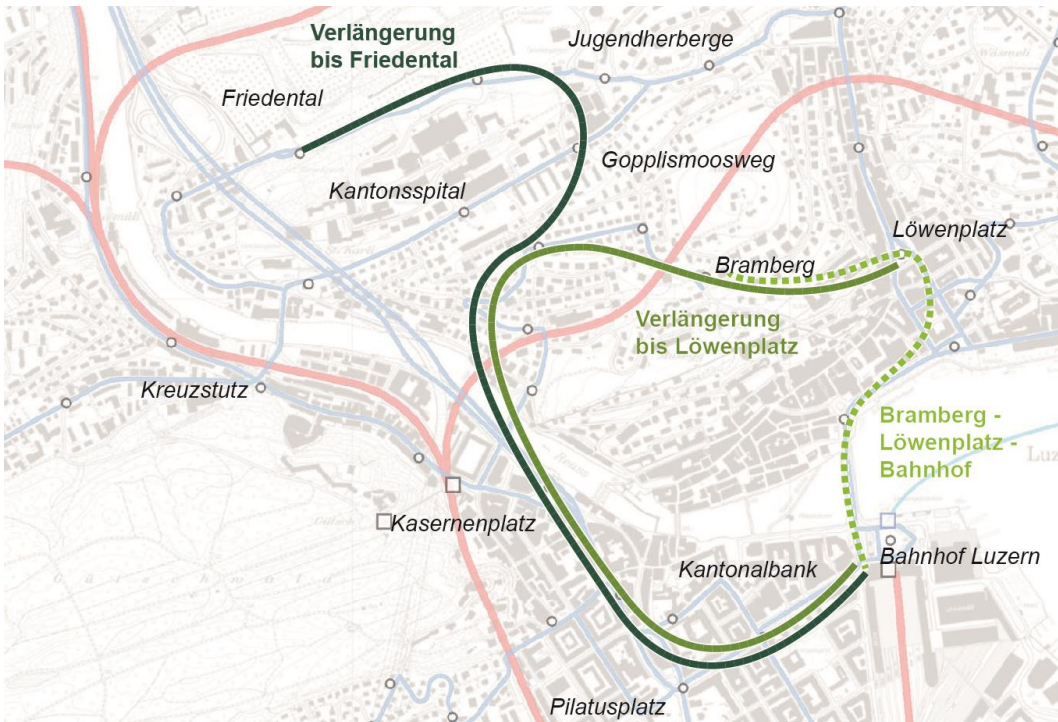 Verlängerung
bis Friedental
Jugendherberge
Friedental
Gopplismoosweg
Kantonsspital
Löwenplatz
Bramberg
Verlängerung
bis Löwenplatz
Kreuzstutz
Bramberg -
Löwenplatz -
Bahnhof
Luz
Kasernenplatz
Bahnhof Luzern
Kantonalbank
Pilatusplatz